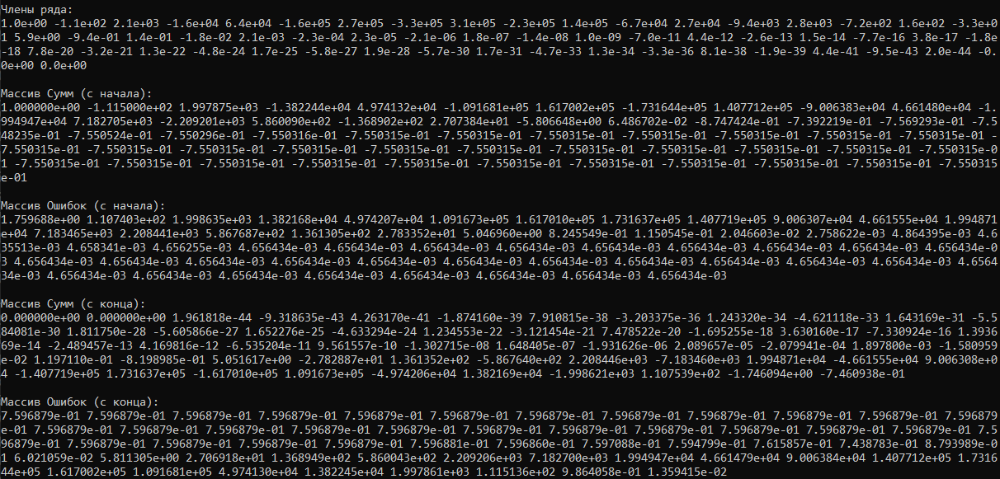 Члены ряда:
1.0e+00 -1.1e+02 2.1e+03 -1.6e+04 6.4e+04 -1.6e+05 2.7e+05 -3.3e+05 3.1e+05 -2.3e+05 1.4e+05 -6.7e+04 2.7e+04 -9.4e+03 2.8e+03 -7.2e+02 1.6e+02 -3.3e+0
1 5.9e+00 -9.4e-01 1.4e-01 -1.8e-02 2.1e-03 -2.3e-04 2.3e-05 -2.1e-06 1.8e-07 -1.4e-08 1.0e-09 -7.0e-11 4.4e-12 -2.6e-13 1.5e-14 -7.7e-16 3.8e-17 -1.8e
-18 7.8e-20 -3.2e-21 1.3e-22 -4.8e-24 1.7e-25 -5.8e-27 1.9e-28 -5.7e-30 1.7e-31 -4.7e-33 1.3e-34 -3.3e-36 8.1e-38 -1.9e-39 4.4e-41 -9.5e-43 2.0e-44 -0.
0e+00 0.0e+00
Массив Сумм (с начала):
1.000000e+00 -1.115000e+02 1.997875e+03 -1.382244e+04 4.974132e+04 -1.091681e+05 1.617002e+05 -1.731644e+05 1.407712e+05 -9.006383e+04 4.661480e+04 -1.
994947e+04 7.182705e+03 -2.209201e+03 5.860090e+02 -1.368902e+02 2.707384e+01 -5.806648e+00 6.486702e-02 -8.747424e-01 -7.392219e-01 -7.569293e-01 -7.5
48235e-01 -7.550524e-01 -7.550296e-01 -7.550316e-01 -7.550315e-01 -7.550315e-01 -7.550315e-01 -7.550315e-01 -7.550315e-01 -7.550315e-01 -7.550315e-01 -
7.550315e-01 -7.550315e-01 -7.550315e-01 -7.550315e-01 -7.550315e-01 -7.550315e-01 -7.550315e-01 -7.550315e-01 -7.550315e-01 -7.550315e-01 -7.550315e-0
1 -7.550315e-01 -7.550315e-01 -7.550315e-01 -7.550315e-01 -7.550315e-01 -7.550315e-01 -7.550315e-01 -7.550315e-01 -7.550315e-01 -7.550315e-01 -7.550315
e-01
Массив Ошибок (с начала):
1.759688e+00 1.107403e+02 1.998635e+03 1.382168e+04 4.974207e+04 1.091673e+05 1.617010e+05 1.731637e+05 1.407719e+05 9.006307e+04 4.661555e+04 1.994871
e+04 7.183465e+03 2.208441e+03 5.867687e+02 1.361305e+02 2.783352e+01 5.046960e+00 8.245549e-01 1.150545e-01 2.046603e-02 2.758622e-03 4.864395e-03 4.6
35513e-03 4.658341e-03 4.656255e-03 4.656434e-03 4.656434e-03 4.656434e-03 4.656434e-03 4.656434e-03 4.656434e-03 4.656434e-03 4.656434e-03 4.656434e-0
3 4.656434e-03 4.656434e-03 4.656434e-03 4.656434e-03 4.656434e-03 4.656434e-03 4.656434e-03 4.656434e-03 4.656434e-03 4.656434e-03 4.656434e-03 4.6564
34e-03 4.656434e-03 4.656434e-03 4.656434e-03 4.656434e-03 4.656434e-03 4.656434e-03 4.656434e-03 4.656434e-03
Массив Сумм (с конца):
0.000000e+00 0.000000e+00 1.961818e-44 -9.318635e-43 4.263170e-41 -1.874160e-39 7.910815e-38 -3.203375e-36 1.243320e-34 -4.621118e-33 1.643169e-31 -5.5
84081e-30 1.811750e-28 -5.605866e-27 1.652276e-25 -4.633294e-24 1.234553e-22 -3.121454e-21 7.478522e-20 -1.695255e-18 3.630160e-17 -7.330924e-16 1.3936
69e-14 -2.489457e-13 4.169816e-12 -6.535204e-11 9.561557e-10 -1.302715e-08 1.648405e-07 -1.931626e-06 2.089657e-05 -2.079941e-04 1.897800e-03 -1.580959
e-02 1.197110e-01 -8.198985e-01 5.051617e+00 -2.782887e+01 1.361352e+02 -5.867640e+02 2.208446e+03 -7.183460e+03 1.994871e+04 -4.661555e+04 9.006308e+0
4 -1.407719e+05 1.731637e+05 -1.617010e+05 1.091673e+05 -4.974206e+04 1.382169e+04 -1.998621e+03 1.107539e+02 -1.746094e+00 -7.460938e-01
Массив Ошибок (с конца):
7.596879e-01 7.596879e-01 7.596879e-01 7.596879e-01 7.596879e-01 7.596879e-01 7.596879e-01 7.596879e-01 7.596879e-01 7.596879e-01 7.596879e-01 7.596879
e-01 7.596879e-01 7.596879e-01 7.596879e-01 7.596879e-01 7.596879e-01 7.596879e-01 7.596879e-01 7.596879e-01 7.596879e-01 7.596879e-01 7.596879e-01 7.5
96879e-01 7.596879e-01 7.596879e-01 7.596879e-01 7.596879e-01 7.596881e-01 7.596860e-01 7.597088e-01 7.594799e-01 7.615857e-01 7.438783e-01 8.793989e-0
1 6.021059e-02 5.811305e+00 2.706918e+01 1.368949e+02 5.860043e+02 2.209206e+03 7.182700e+03 1.994947e+04 4.661479e+04 9.006384e+04 1.407712e+05 1.7316
44e+05 1.617002e+05 1.091681e+05 4.974130e+04 1.382245e+04 1.997861e+03 1.115136e+02 9.864058e-01 1.359415e-02